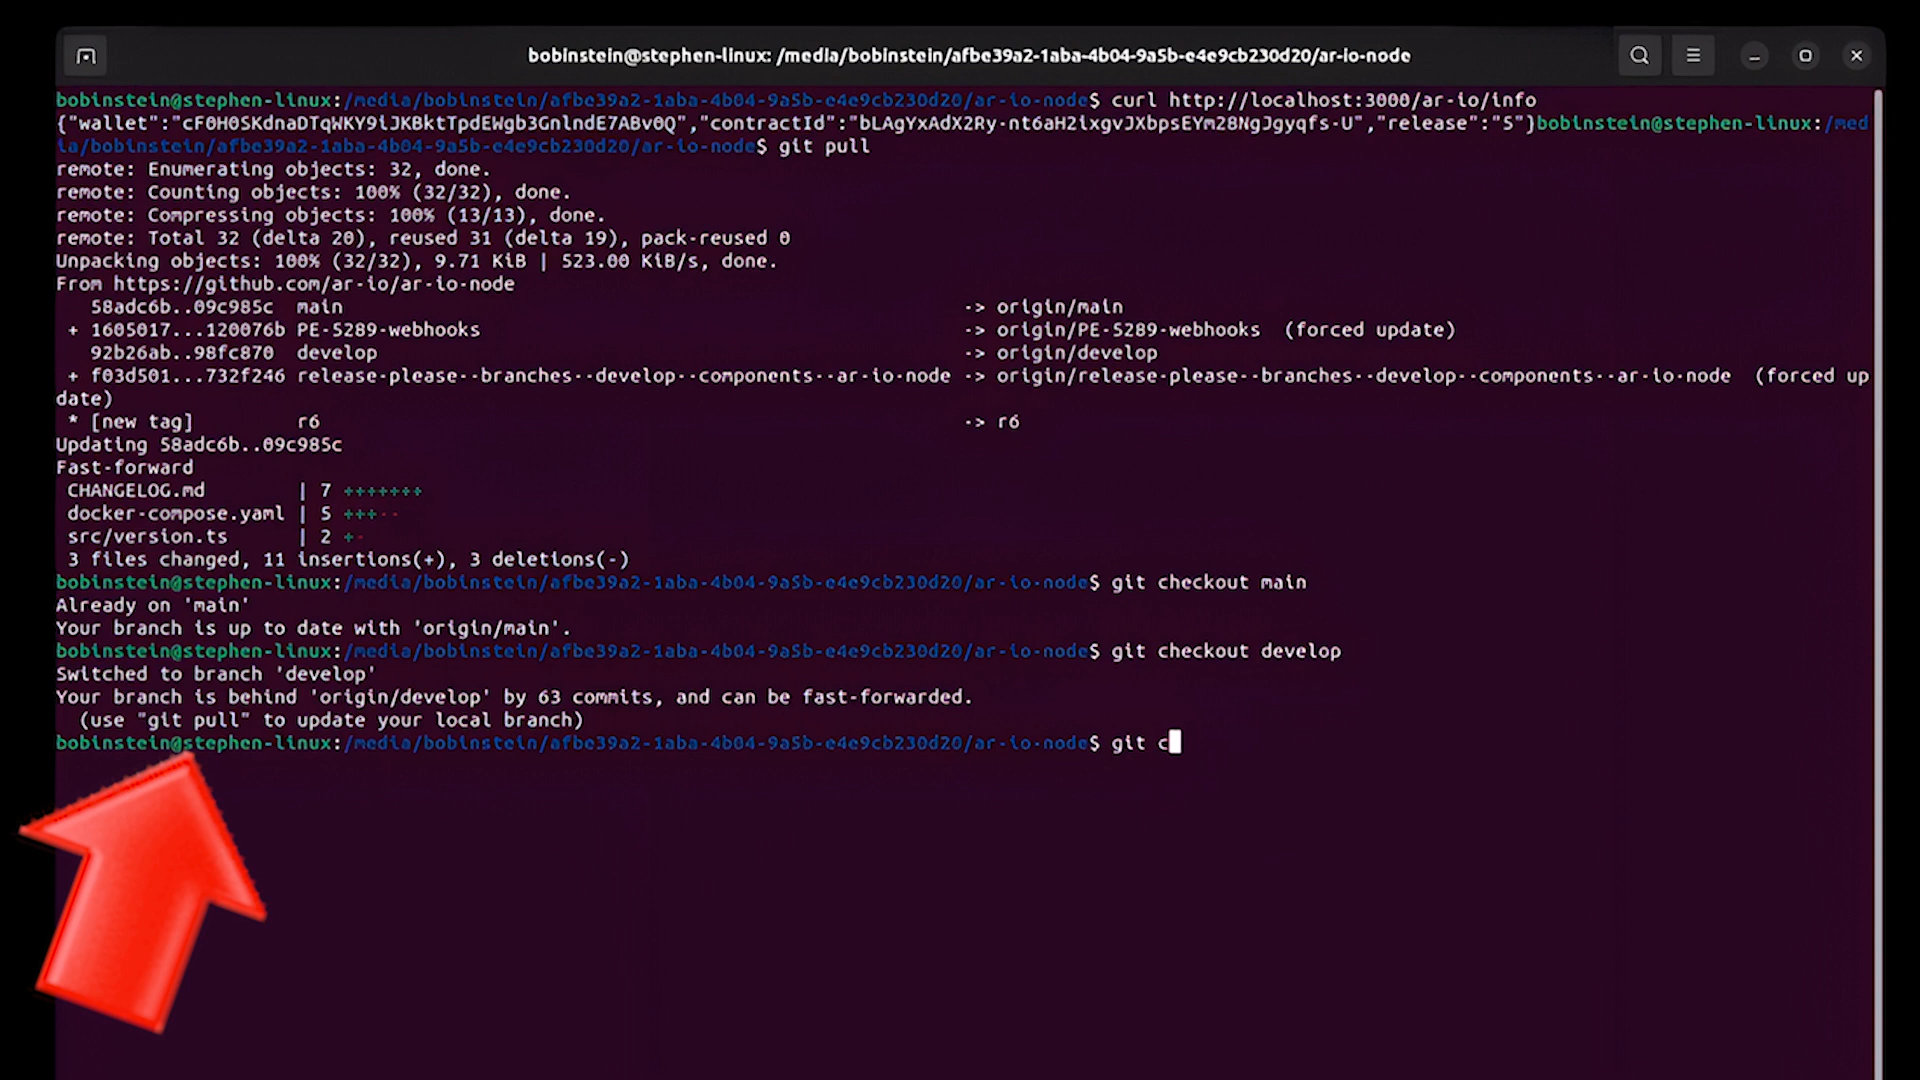 bobinstein@stephen-linux: /media/bobinstein/afbe39a2-1aba-4b04-9a5b-e4e9cb230d20/ar-io-node
bobinstein@stephen-linux:/media/bobinstein/afbe39a2-1aba-4b04-9a5b-e4e9cb230d20/ar-io-node$ curl http://localhost:3000/ar-io/info
{"wallet":"cF0H0SKdnaDTqWKY9iJKBktTpdEWgb3GnlndE7ABv0Q","contractId":"bLAgYxAdX2Ry-nt6aH2ixgvJXbpsEYm28NgJgyqfs-U","release":"5"}bobinstein@stephen-linux:/med
ia/bobinstein/afbe39a2-1aba-4b04-9a5b-e4e9cb230d20/ar-io-node$ git pull
remote: Enumerating objects: 32, done.
remote: Counting objects: 100% (32/32), done.
remote: Compressing objects: 100% (13/13), done.
remote: Total 32 (delta 20), reused 31 (delta 19), pack-reused 0
Unpacking objects: 100% (32/32), 9.71 KiB | 523.00 KiB/s, done.
From https://github.com/ar-io/ar-io-node
   58adc6b..09c985c  main                                                      -> origin/main
 + 1605017...120076b PE-5289-webhooks                                          -> origin/PE-5289-webhooks  (forced update)
   92b26ab..98fc870  develop                                                   -> origin/develop
 + f03d501...732f246 release-please--branches--develop--components--ar-io-node -> origin/release-please--branches--develop--components--ar-io-node  (forced up
date)
 * [new tag]         r6                                                        -> r6
Updating 58adc6b..09c985c
Fast-forward
 CHANGELOG.md        | 7 +++++++
 docker-compose.yaml | 5 +++--
 src/version.ts      | 2 +-
 3 files changed, 11 insertions(+), 3 deletions(-)
bobinstein@stephen-linux:/media/bobinstein/afbe39a2-1aba-4b04-9a5b-e4e9cb230d20/ar-io-node$ git checkout main
Already on 'main'
Your branch is up to date with 'origin/main'.
bobinstein@stephen-linux:/media/bobinstein/afbe39a2-1aba-4b04-9a5b-e4e9cb230d20/ar-io-node$ git checkout develop
Switched to branch 'develop'
Your branch is behind 'origin/develop' by 63 commits, and can be fast-forwarded.
  (use "git pull" to update your local branch)
bobinstein@stephen-linux:/media/bobinstein/afbe39a2-1aba-4b04-9a5b-e4e9cb230d20/ar-io-node$ git c